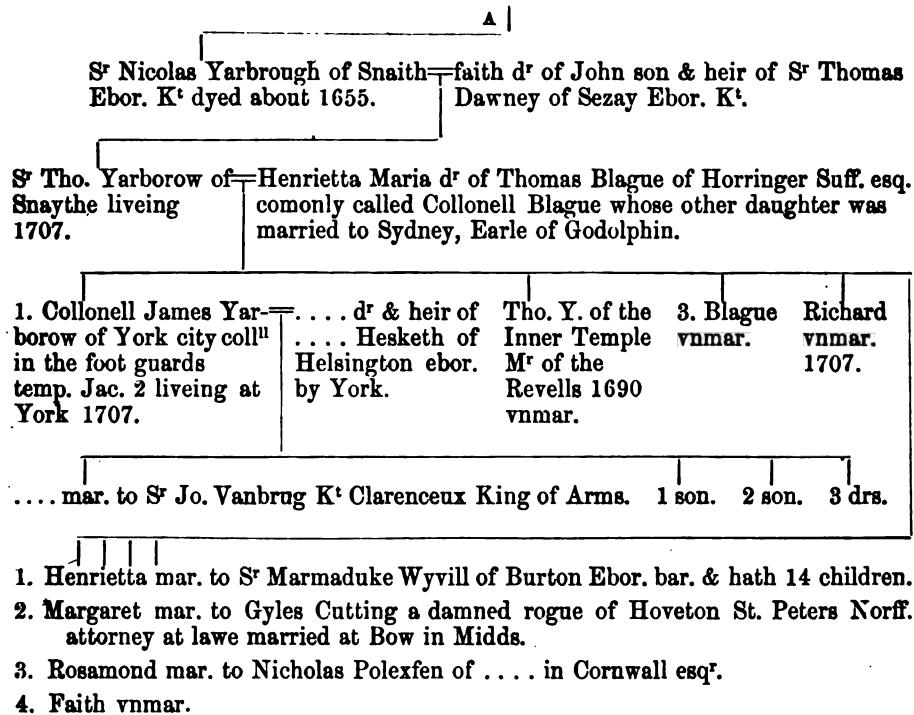 A
Sr Nicolas Yarbrough of Snaith=faith dr of John son & heir of Sr Thomas
Ebor. Kt dyed about 1655. Dawney of Sezay Ebor. Kt.
Sr Tho. Yarborow of=Henrietta Maria dr of Thomas Blague of Horringer Suff. esq.
Snaythe liveing comonly called Collonell Blague whose other daughter was
1707. married to Sydney, Earle of Godolphin.
1. Collonell James Yar-=.... dr & heir of
borow of York city collll .... Hesketh of
in the foot guards Helsington ebor.
temp. Jac. 2 liveing at by York.
York 1707.
Tho. Y. of the
Inner Temple
Mr of the
Revells 1690
vnmar.
3. Blague
vnmar.
Richard
vnmar.
1707.
.... mar. to Sr Jo. Vanbrug Kt Clarenceux King of Arms. 1 son. 2 son. 3 drs.
1. Henrietta mar. to Sr Marmaduke Wyvill of Burton Ebor. bar. & hath 14 children.
2. Margaret mar. to Gyles Cutting a damned rogue of Hoveton St. Peters Norff.
attorney at lawe married at Bow in Midds.
3. Rosamond mar. to Nicholas Polexfen of .... in Cornwall esqr.
4. Faith vnmar.